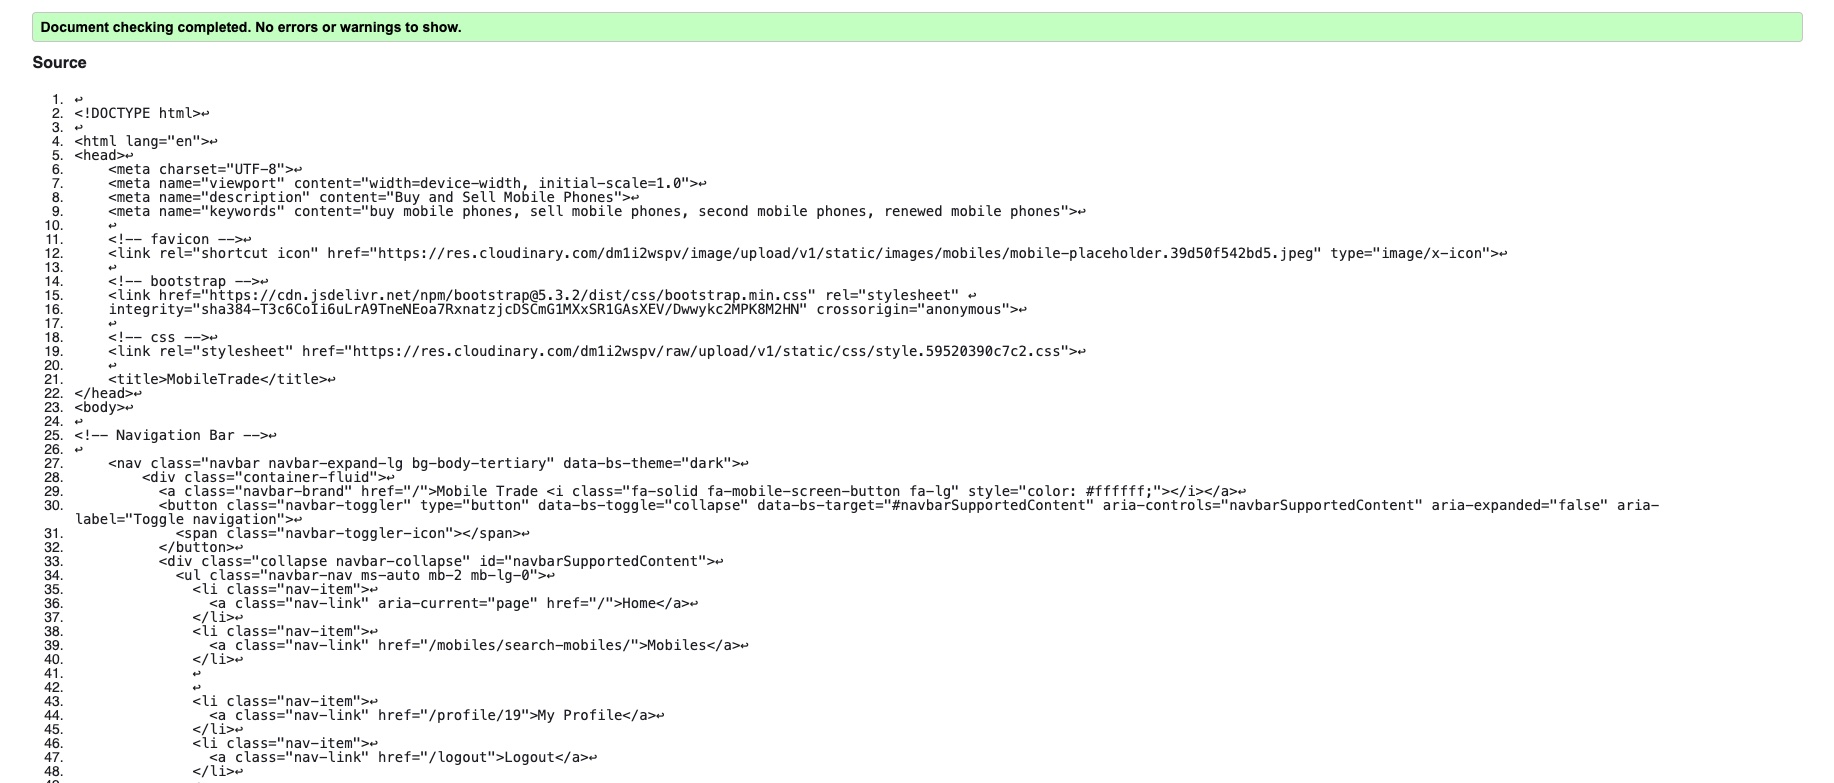 Document checking completed. No errors or warnings to show.
Source
1. ↩
2. <!DOCTYPE html>↩
3. ↩
4. <html lang="en">↩
5. <head>↩
6.     <meta charset="UTF-8">↩
7.     <meta name="viewport" content="width=device-width, initial-scale=1.0">↩
8.     <meta name="description" content="Buy and Sell Mobile Phones">↩
9.     <meta name="keywords" content="buy mobile phones, sell mobile phones, second mobile phones, renewed mobile phones">↩
10.     ↩
11.     <!-- favicon -->↩
12.     <link rel="shortcut icon" href="https://res.cloudinary.com/dm1i2wspv/image/upload/v1/static/images/mobiles/mobile-placeholder.39d50f542bd5.jpeg" type="image/x-icon">↩
13.     ↩
14.     <!-- bootstrap -->↩
15.     <link href="https://cdn.jsdelivr.net/npm/bootstrap@5.3.2/dist/css/bootstrap.min.css" rel="stylesheet" ↩
16.     integrity="sha384-T3c6CoIi6uLrA9TneNEoa7RxnatzjcDSCmG1MXxSR1GAsXEV/Dwwykc2MPK8M2HN" crossorigin="anonymous">↩
17.     ↩
18.     <!-- css -->↩
19.     <link rel="stylesheet" href="https://res.cloudinary.com/dm1i2wspv/raw/upload/v1/static/css/style.59520390c7c2.css">↩
20.     ↩
21.     <title>MobileTrade</title>↩
22. </head>↩
23. <body>↩
24. ↩
25. <!-- Navigation Bar -->↩
26. ↩
27.     <nav class="navbar navbar-expand-lg bg-body-tertiary" data-bs-theme="dark">↩
28.         <div class="container-fluid">↩
29.           <a class="navbar-brand" href="/">Mobile Trade <i class="fa-solid fa-mobile-screen-button fa-lg" style="color: #ffffff;"></i></a>↩
30.           <button class="navbar-toggler" type="button" data-bs-toggle="collapse" data-bs-target="#navbarSupportedContent" aria-controls="navbarSupportedContent" aria-expanded="false" aria-
label="Toggle navigation">↩
31.             <span class="navbar-toggler-icon"></span>↩
32.           </button>↩
33.           <div class="collapse navbar-collapse" id="navbarSupportedContent">↩
34.             <ul class="navbar-nav ms-auto mb-2 mb-lg-0">↩
35.               <li class="nav-item">↩
36.                 <a class="nav-link" aria-current="page" href="/">Home</a>↩
37.               </li>↩
38.               <li class="nav-item">↩
39.                 <a class="nav-link" href="/mobiles/search-mobiles/">Mobiles</a>↩
40.               </li>↩
41.               ↩
42.               ↩
43.               <li class="nav-item">↩
44.                 <a class="nav-link" href="/profile/19">My Profile</a>↩
45.               </li>↩
46.               <li class="nav-item">↩
47.                 <a class="nav-link" href="/logout">Logout</a>↩
48.               </li>↩